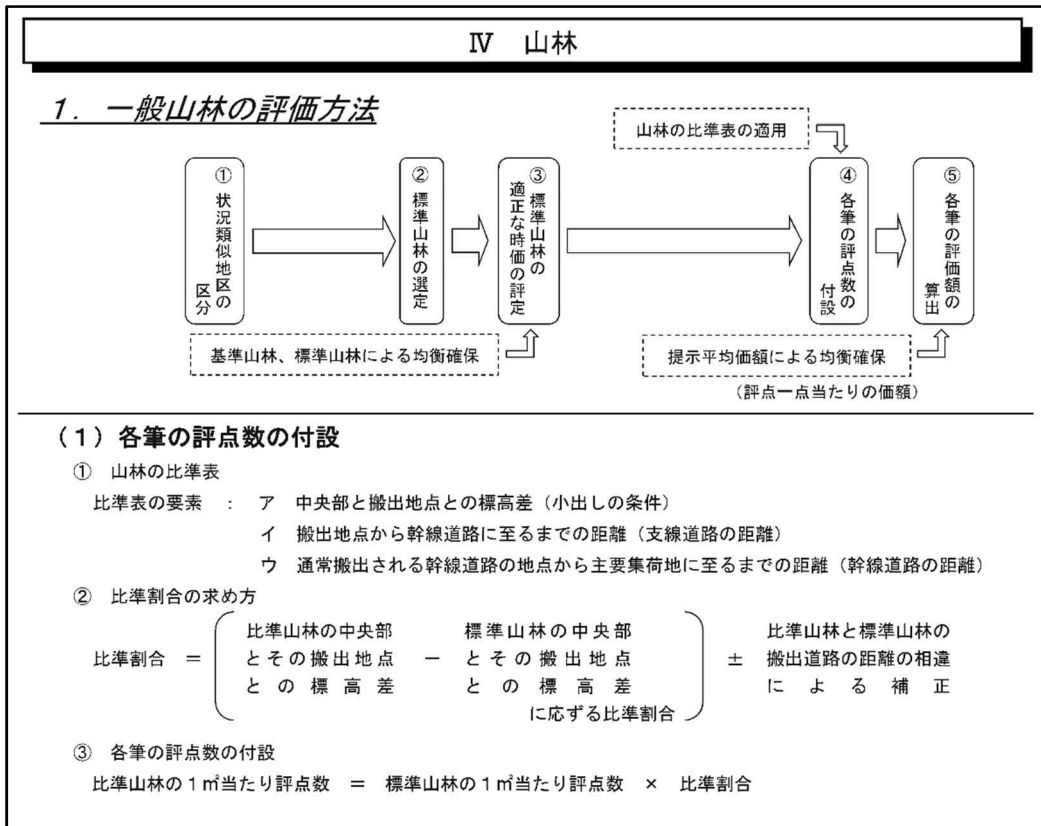 Ⅳ 山林
１．一般山林の評価方法
山林の比準表の適用
① 状況類似地区の区分
② 標準山林の選定
③ 標準山林の適正な時価の評定
④ 各筆の評点数の付設
⑤ 各筆の評価額の算出
基準山林、標準山林による均衡確保
提示平均価額による均衡確保
（評点一点当たりの価額）
（１）各筆の評点数の付設
① 山林の比準表
比準表の要素 ： ア 中央部と搬出地点との標高差（小出しの条件）
イ 搬出地点から幹線道路に至るまでの距離（支線道路の距離）
ウ 通常搬出される幹線道路の地点から主要集荷地に至るまでの距離（幹線道路の距離）
② 比準割合の求め方
比準山林の中央部 標準山林の中央部 比準山林と標準山林の
比準割合 ＝ とその搬出地点 － とその搬出地点 ± 搬出道路の距離の相違
との標高差 との標高差 による補正
に応ずる比準割合
③ 各筆の評点数の付設
比準山林の１㎡当たり評点数 ＝ 標準山林の１㎡当たり評点数 × 比準割合